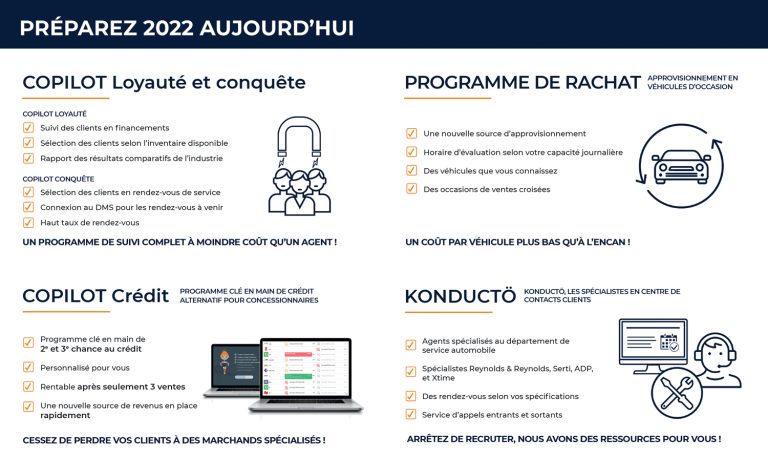 PRÉPAREZ 2022 AUJOURD'HUI
COPILOT Loyauté et conquête
COPILOT LOYAUTÉ
Suivi des clients en financements
Sélection des clients selon l'inventaire disponible
Rapport des résultats comparatifs de l'industrie
COPILOT CONQUÊTE
Sélection des clients en rendez-vous de service
Connexion au DMS pour les rendez-vous à venir
Haut taux de rendez-vous
UN PROGRAMME DE SUIVI COMPLET À MOINDRE COÛT QU'UN AGENT !
PROGRAMME DE RACHAT
APPROVISIONNEMENT EN
VÉHICULES D'OCCASION
Une nouvelle source d'approvisionnement
Horaire d'évaluation selon votre capacité journalière
Des véhicules que vous connaissez
Des occasions de ventes croisées
UN COÛT PAR VÉHICULE PLUS BAS QU'À L'ENCAN !
COPILOT Crédit
PROGRAMME CLÉ EN MAIN DE CRÉDIT
ALTERNATIF POUR CONCESSIONNAIRES
Programme clé en main de
2e et 3e chance au crédit
Personnalisé pour vous
Rentable après seulement 3 ventes
Une nouvelle source de revenus en place
rapidement
CESSEZ DE PERDRE VOS CLIENTS À DES MARCHANDS SPÉCIALISÉS !
KONDUCTÖ
KONDUCTÖ, LES SPÉCIALISTES EN CENTRE DE
CONTACTS CLIENTS
Agents spécialisés au département de
service automobile
Spécialistes Reynolds & Reynolds, Serti, ADP,
et Xtime
Des rendez-vous selon vos spécifications
Service d'appels entrants et sortants
ARRÊTEZ DE RECRUTER, NOUS AVONS DES RESSOURCES POUR VOUS !